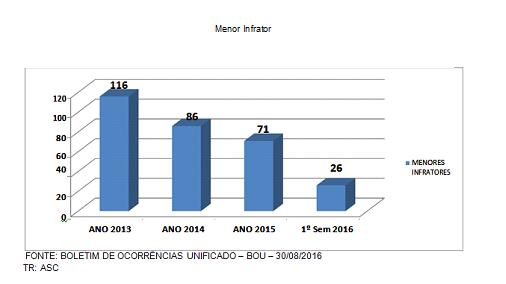 Menor Infrator
116
86
71
26
120
100
80
60
40
20
0
MENORES
INFRATORES
ANO 2013 ANO 2014 ANO 2015 1º Sem 2016
FONTE: BOLETIM DE OCORRÊNCIAS UNIFICADO – BOU – 30/08/2016
TR: ASC